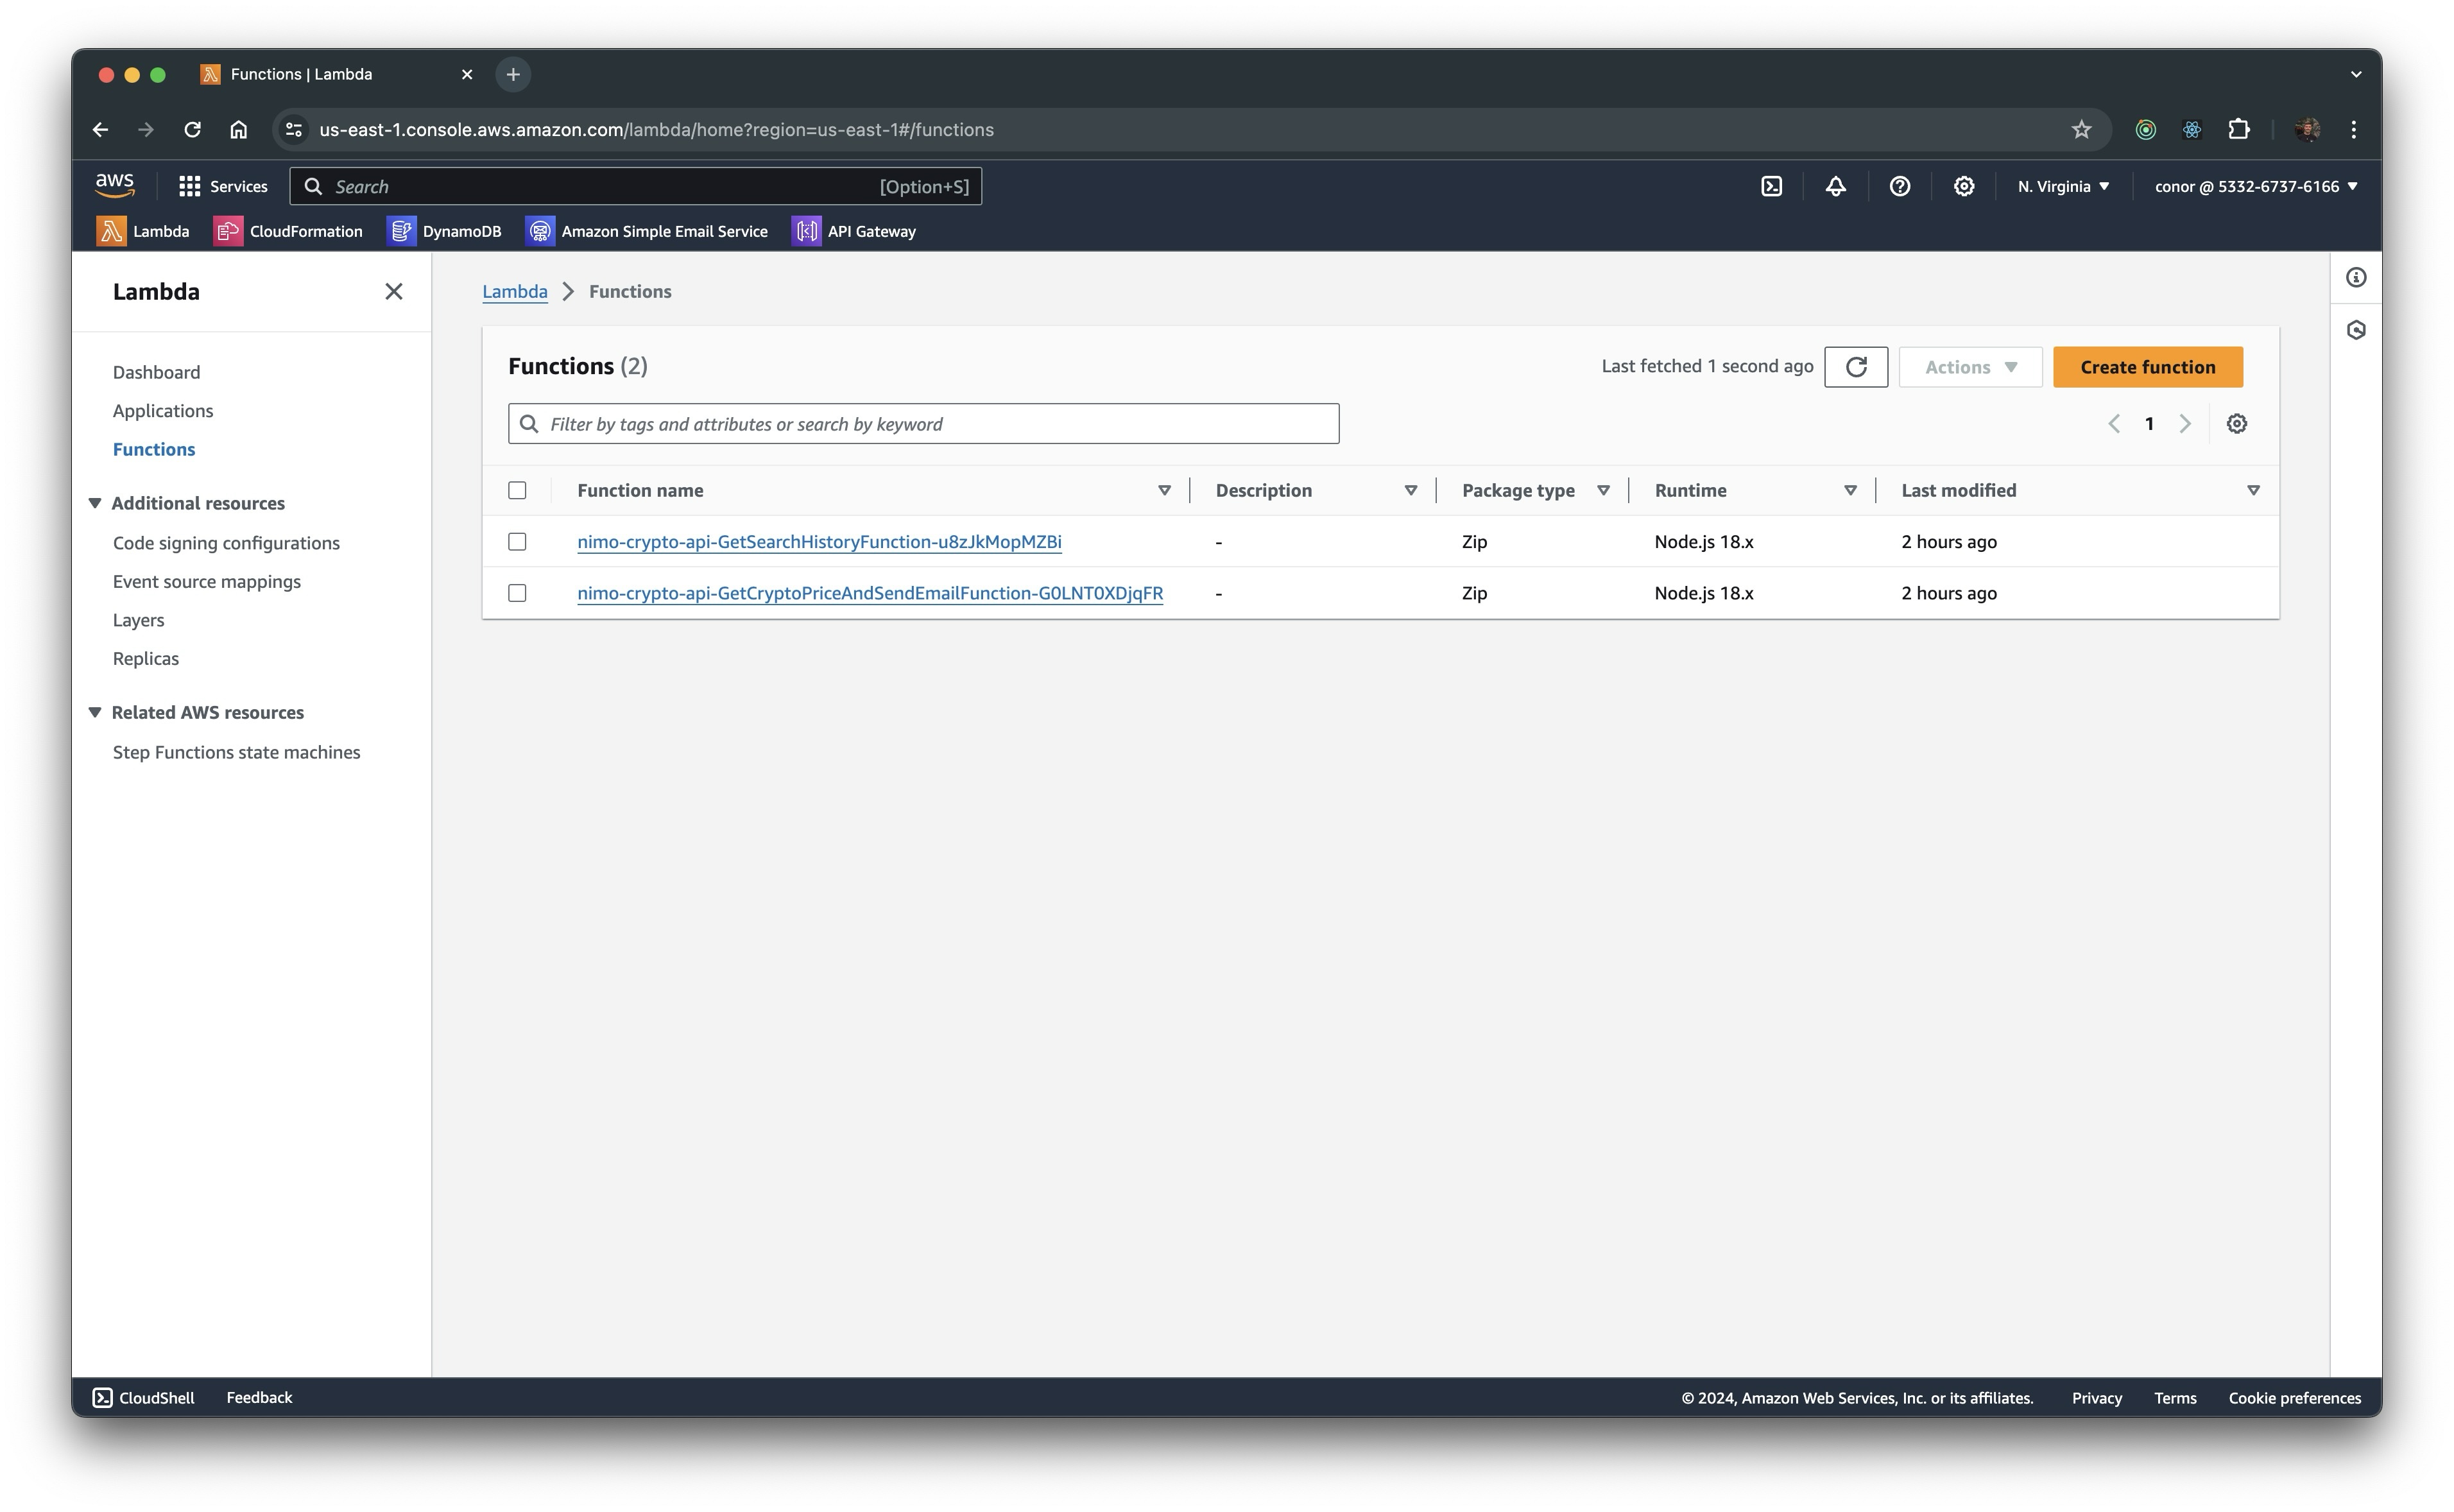 Functions | Lambda
us-east-1.console.aws.amazon.com/lambda/home?region=us-east-1#/functions
aws Services Search [Option+S] N. Virginia conor @ 5332-6737-6166
Lambda CloudFormation DynamoDB Amazon Simple Email Service API Gateway
Lambda
Dashboard
Applications
Functions
Additional resources
Code signing configurations
Event source mappings
Layers
Replicas
Related AWS resources
Step Functions state machines
Lambda > Functions
Functions (2) Last fetched 1 second ago Actions Create function
Filter by tags and attributes or search by keyword 1
Function name Description Package type Runtime Last modified
nimo-crypto-api-GetSearchHistoryFunction-u8zJkMopMZBi - Zip Node.js 18.x 2 hours ago
nimo-crypto-api-GetCryptoPriceAndSendEmailFunction-G0LNT0XDjqFR - Zip Node.js 18.x 2 hours ago
CloudShell Feedback © 2024, Amazon Web Services, Inc. or its affiliates. Privacy Terms Cookie preferences